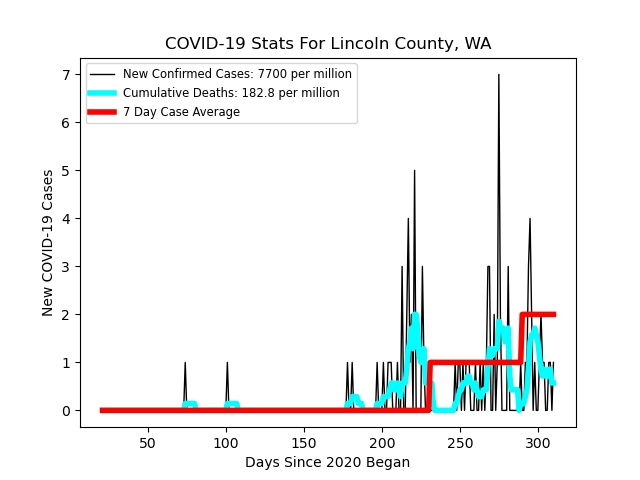 COVID-19 Stats For Lincoln County, WA
New Confirmed Cases: 7700 per million
Cumulative Deaths: 182.8 per million
7 Day Case Average
New COVID-19 Cases
7
6
5
4
3
2
1
0
50 100 150 200 250 300
Days Since 2020 Began